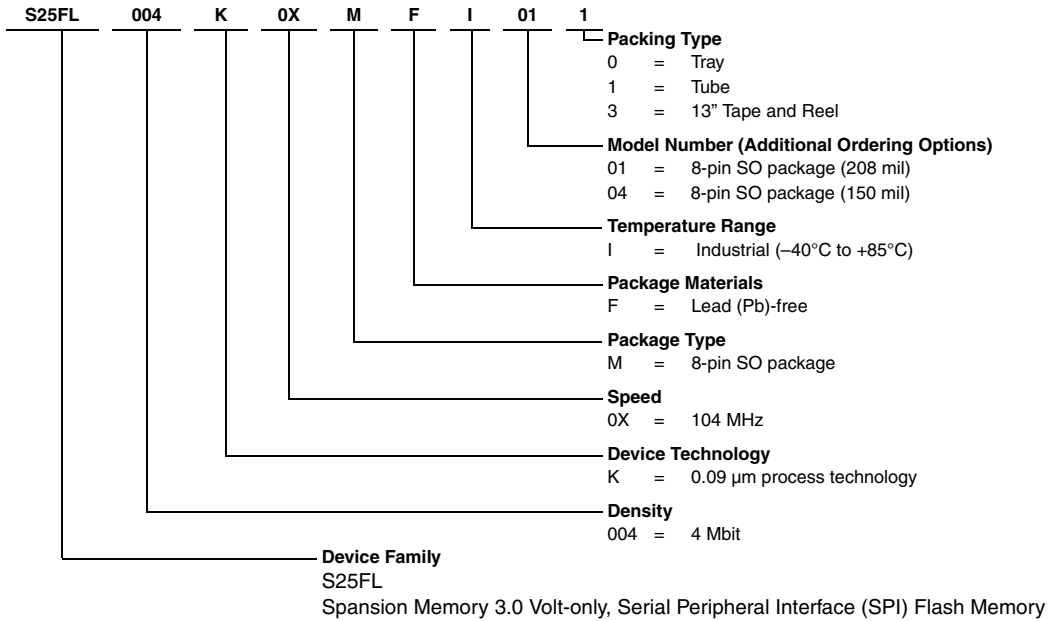 S25FL 004 K 0X M F I 01 1
Packing Type
0 = Tray
1 = Tube
3 = 13” Tape and Reel
Model Number (Additional Ordering Options)
01 = 8-pin SO package (208 mil)
04 = 8-pin SO package (150 mil)
Temperature Range
I = Industrial (–40°C to +85°C)
Package Materials
F = Lead (Pb)-free
Package Type
M = 8-pin SO package
Speed
0X = 104 MHz
Device Technology
K = 0.09 µm process technology
Density
004 = 4 Mbit
Device Family
S25FL
Spansion Memory 3.0 Volt-only, Serial Peripheral Interface (SPI) Flash Memory